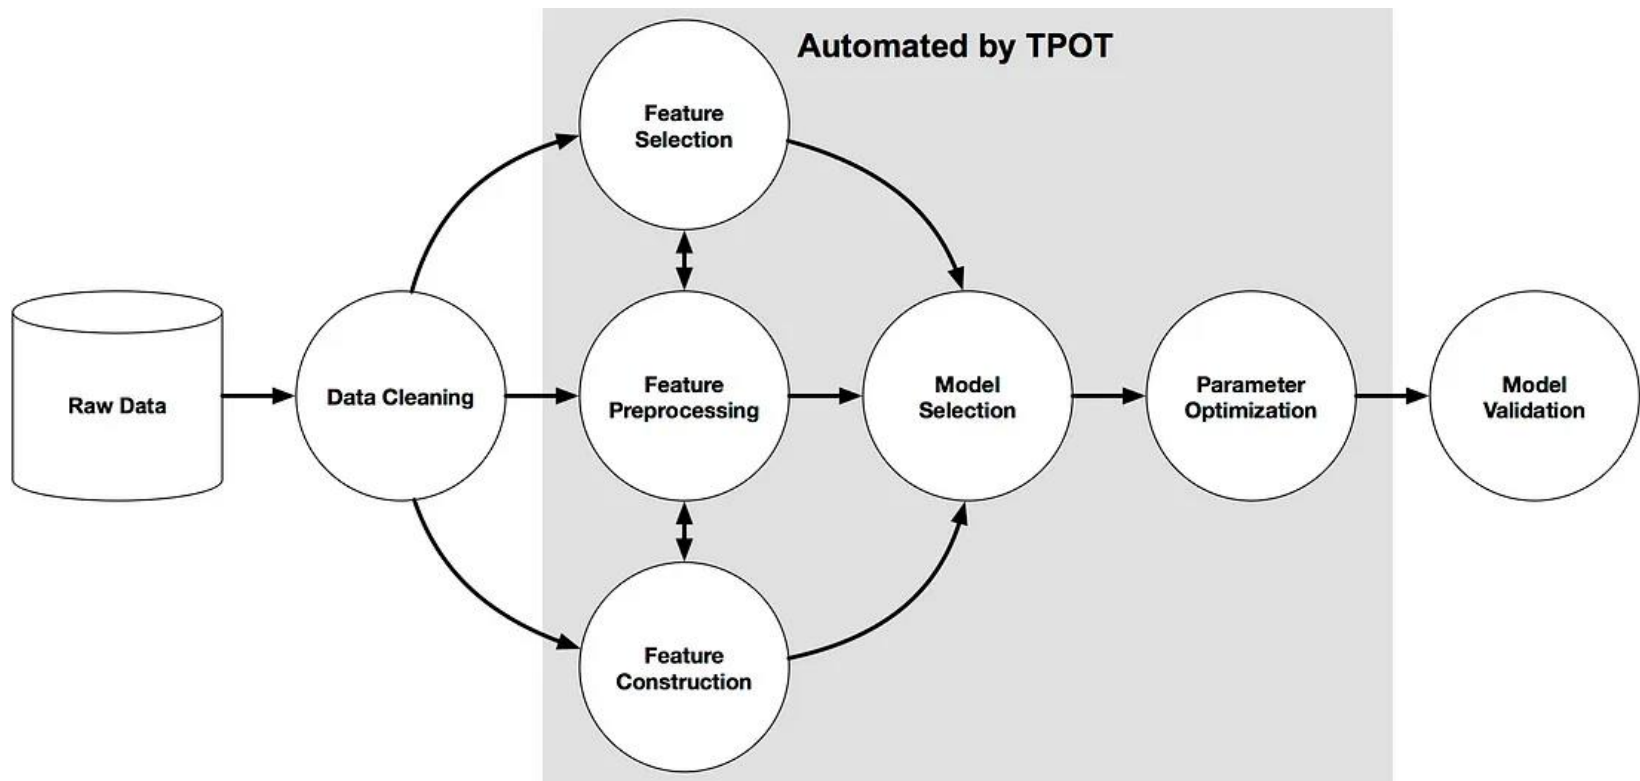 Automated by TPOT
Feature
Selection
Raw Data
Data Cleaning
Feature
Preprocessing
Model
Selection
Parameter
Optimization
Model
Validation
Feature
Construction